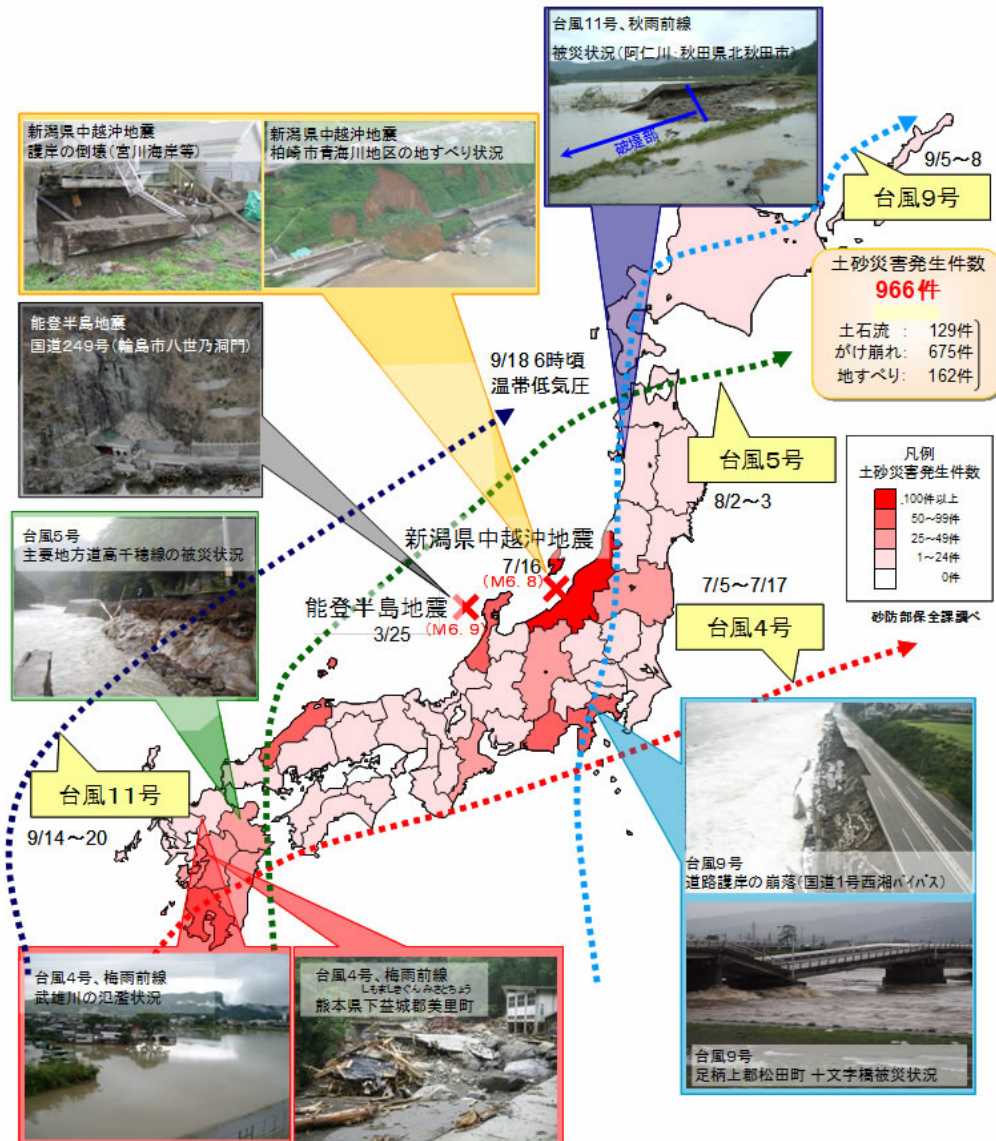 台風11号、秋雨前線
被災状況(阿仁川・秋田県北秋田市)
破堤部
新潟県中越沖地震
護岸の倒壊(宮川海岸等)
新潟県中越沖地震
柏崎市青海川地区の地すべり状況
9/5～8
台風9号
土砂災害発生件数
966件
土石流 : 129件
がけ崩れ: 675件
地すべり: 162件
能登半島地震
国道249号(輪島市八世乃洞門)
9/18 6時頃
温帯低気圧
台風5号
8/2～3
凡例
土砂災害発生件数
100件以上
50～99件
25～49件
1～24件
0件
砂防部保全課調べ
台風5号
主要地方道高千穂線の被災状況
新潟県中越沖地震
7/16
(M6.8)
能登半島地震
3/25
(M6.9)
7/5～7/17
台風4号
台風11号
9/14～20
台風9号
道路護岸の崩落(国道1号西湘バイパス)
台風9号
足柄上郡松田町 十文字橋被災状況
台風4号、梅雨前線
武雄川の氾濫状況
台風4号、梅雨前線
しもましきぐんみさとちょう
熊本県下益城郡美里町